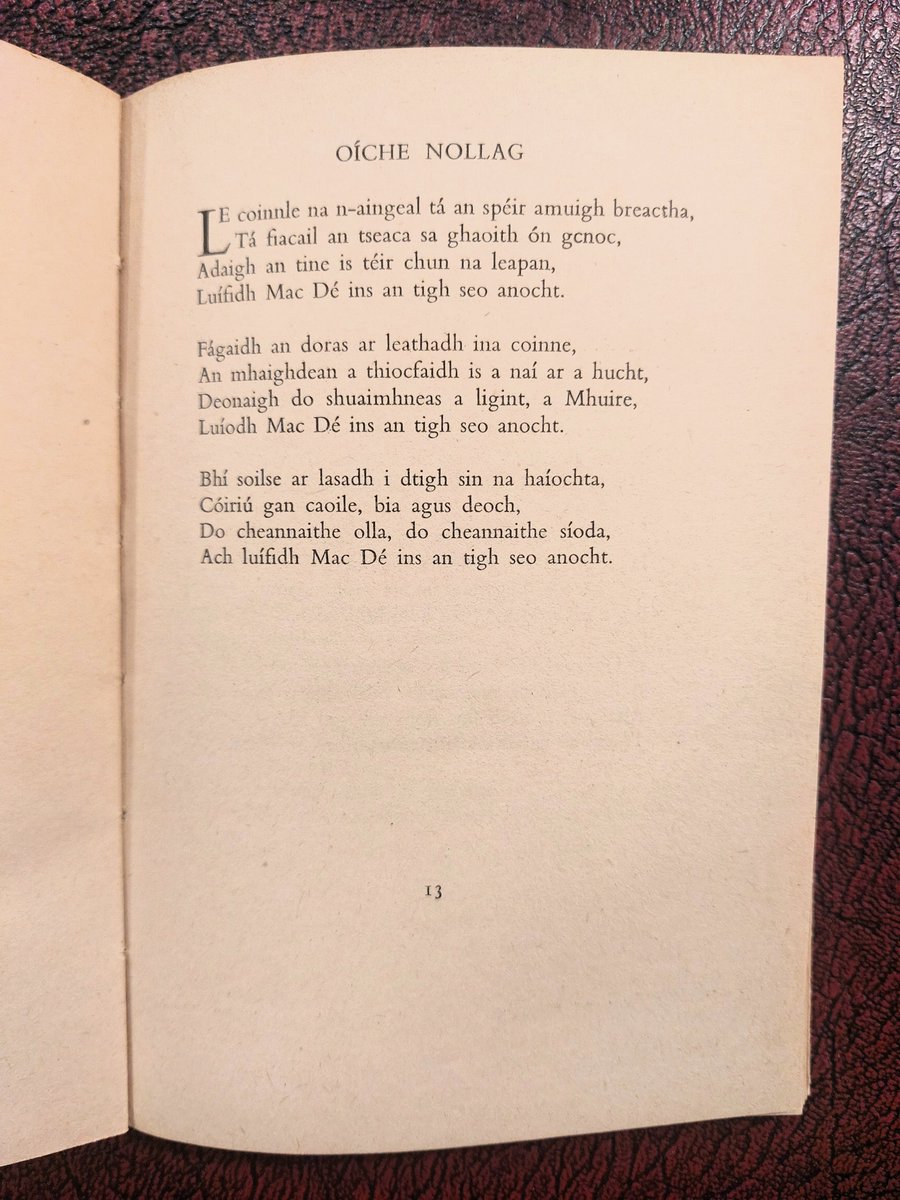 OÍCHE NOLLAG
LE coinnle na n-aingeal tá an spéir amuigh breactha,
Tá fiacail an tseaca sa ghaoith ón gcnoc,
Adaigh an tine is téir chun na leapan,
Luífidh Mac Dé ins an tigh seo anocht.
Fágaidh an doras ar leathadh ina coinne,
An mhaighdean a thiocfaidh is a naí ar a hucht,
Deonaigh do shuaimhneas a ligint, a Mhuire,
Luíodh Mac Dé ins an tigh seo anocht.
Bhí soilse ar lasadh i dtigh sin na haíochta,
Cóiriú gan caoile, bia agus deoch,
Do cheannaithe olla, do cheannaithe síoda,
Ach luífidh Mac Dé ins an tigh seo anocht.
13